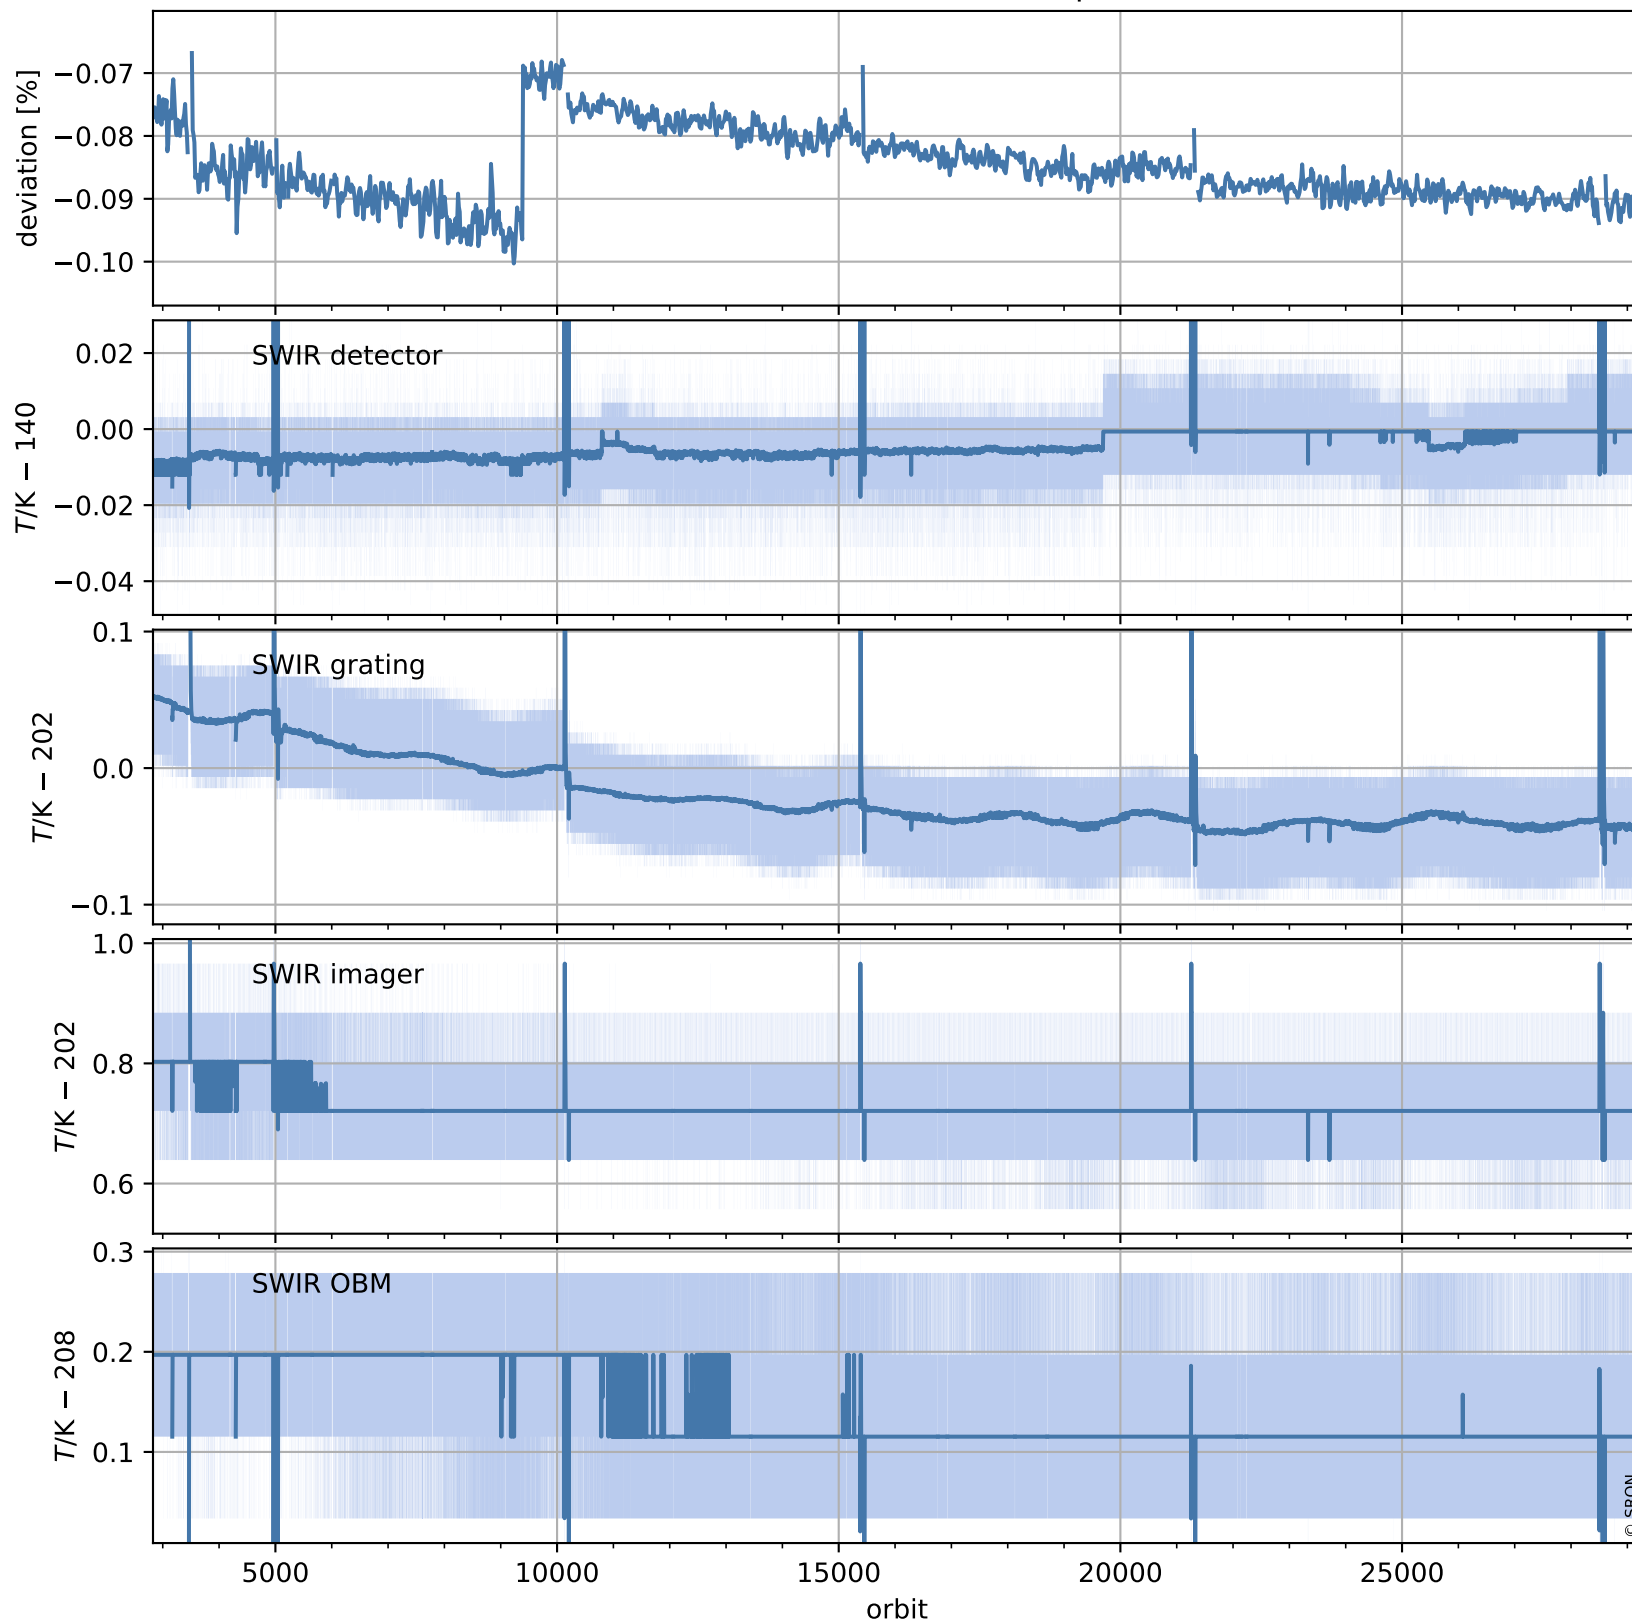 deviation [%]
−0.07
−0.08
−0.09
−0.10
SWIR detector
T/K − 140
0.02
0.00
−0.02
−0.04
SWIR grating
T/K − 202
0.1
0.0
−0.1
SWIR imager
T/K − 202
1.0
0.8
0.6
SWIR OBM
T/K − 208
0.3
0.2
0.1
© SRON
5000
10000
15000
20000
25000
orbit